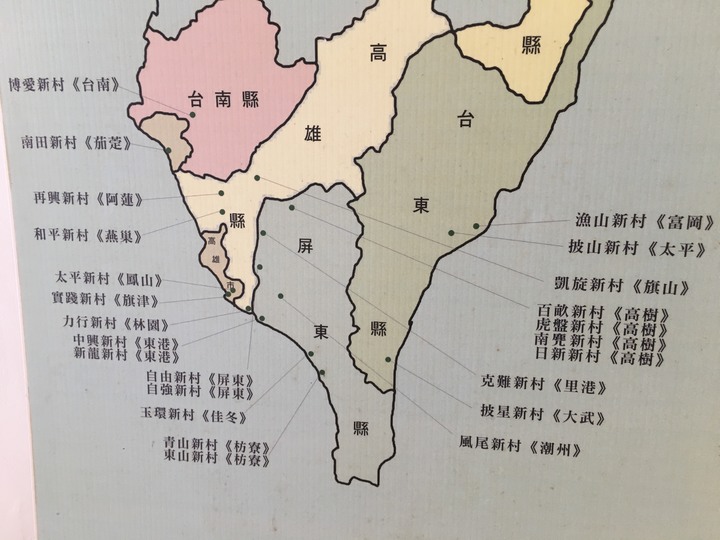 縣
高
雄
縣
台南縣
台
東
縣
屏
東
縣
高
雄
市
博愛新村《台南》
南田新村《茄萣》
再興新村《阿蓮》
和平新村《燕巢》
太平新村《鳳山》
實踐新村《旗津》
力行新村《林園》
中興新村《東港》
新龍新村《東港》
自由新村《屏東》
自強新村《屏東》
玉環新村《佳冬》
青山新村《枋寮》
東山新村《枋寮》
漁山新村《富岡》
披山新村《太平》
凱旋新村《旗山》
百畝新村《高樹》
虎盤新村《高樹》
南麂新村《高樹》
日新新村《高樹》
克難新村《里港》
披星新村《大武》
風尾新村《潮州》